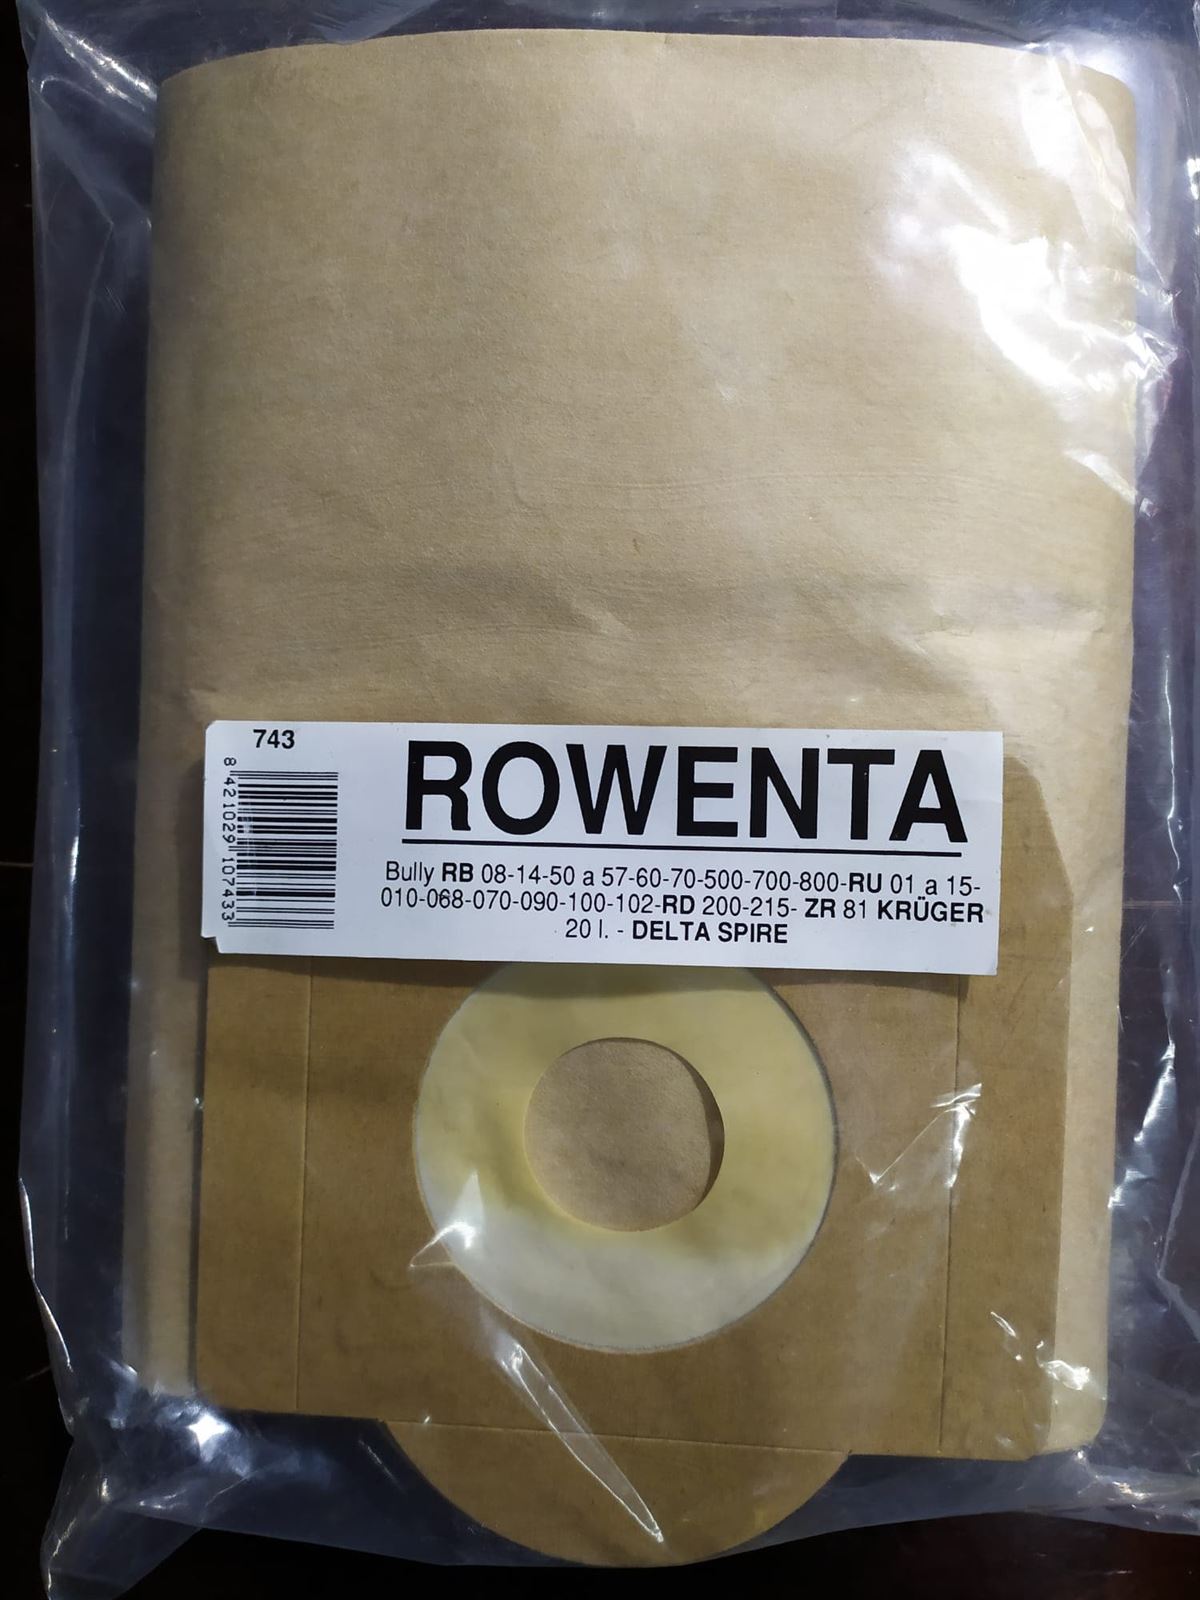 743
ROWENTA
8 421029 107433
Bully RB 08-14-50 a 57-60-70-500-700-800-RU 01 a 15-
010-068-070-090-100-102-RD 200-215- ZR 81 KRÜGER
20 l. - DELTA SPIRE